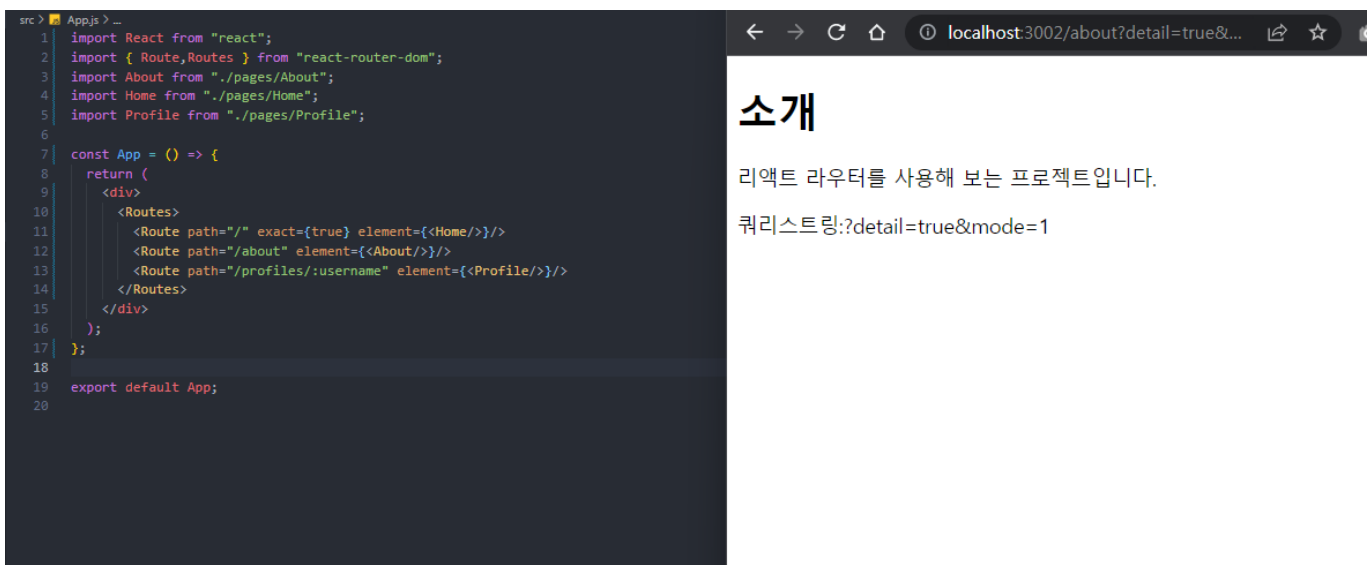 src > App.js > ...
1 import React from "react";
2 import { Route,Routes } from "react-router-dom";
3 import About from "./pages/About";
4 import Home from "./pages/Home";
5 import Profile from "./pages/Profile";
6
7 const App = () => {
8 return (
9 <div>
10 <Routes>
11 <Route path="/" exact={true} element={<Home/>}/>
12 <Route path="/about" element={<About/>}/>
13 <Route path="/profiles/:username" element={<Profile/>}/>
14 </Routes>
15 </div>
16 );
17 };
18
19 export default App;
20
localhost:3002/about?detail=true&...
소개
리액트 라우터를 사용해 보는 프로젝트입니다.
쿼리스트링:?detail=true&mode=1